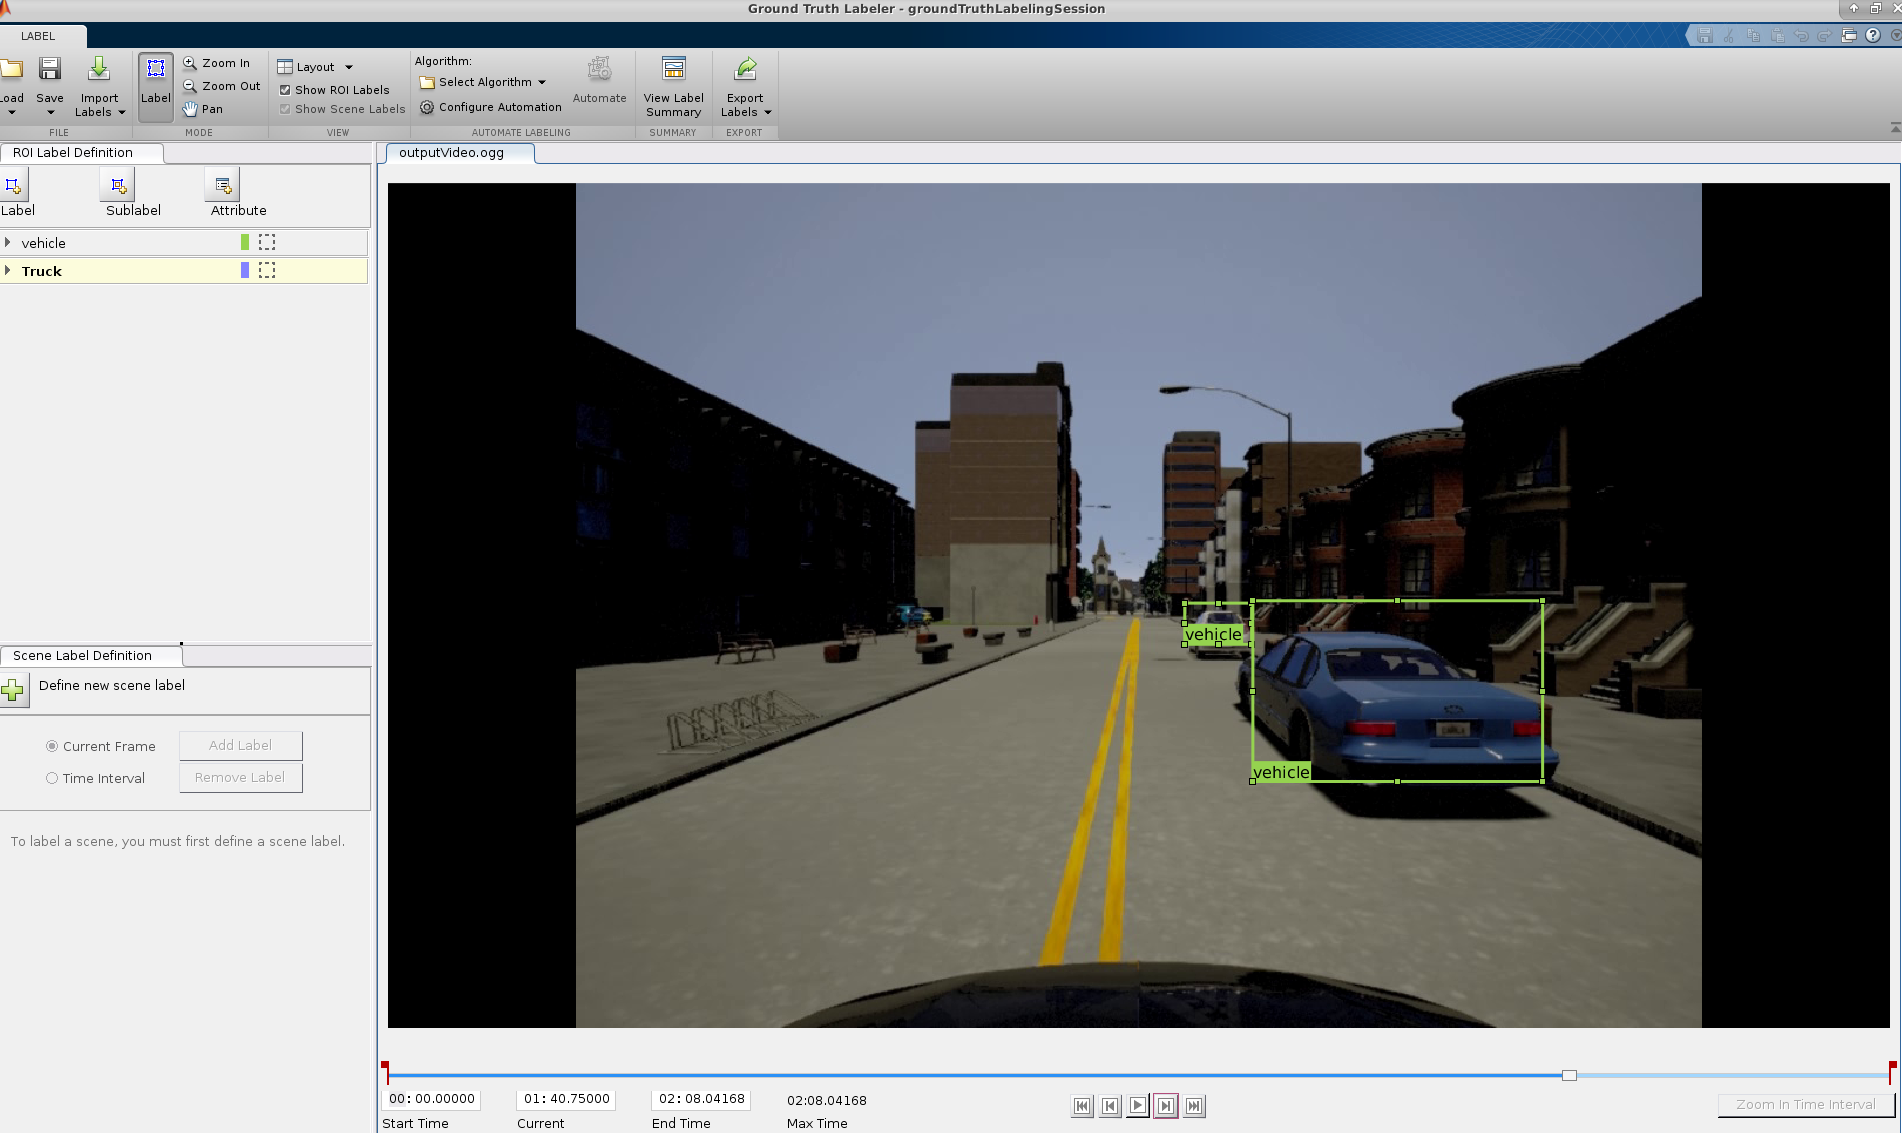 Ground Truth Labeler - groundTruthLabelingSession
LABEL
Load
Save
Import
Labels
Label
Zoom In
Zoom Out
Pan
Layout
Show ROI Labels
Show Scene Labels
Algorithm:
Select Algorithm
Configure Automation
Automate
View Label
Summary
Export
Labels
FILE
MODE
VIEW
AUTOMATE LABELING
SUMMARY
EXPORT
ROI Label Definition
outputVideo.ogg
Label
Sublabel
Attribute
vehicle
Truck
vehicle
vehicle
Scene Label Definition
Define new scene label
Current Frame
Add Label
Time Interval
Remove Label
To label a scene, you must first define a scene label.
00: 00.00000
01: 40.75000
02: 08.04168
02:08.04168
Start Time
Current
End Time
Max Time
Zoom In Time Interval